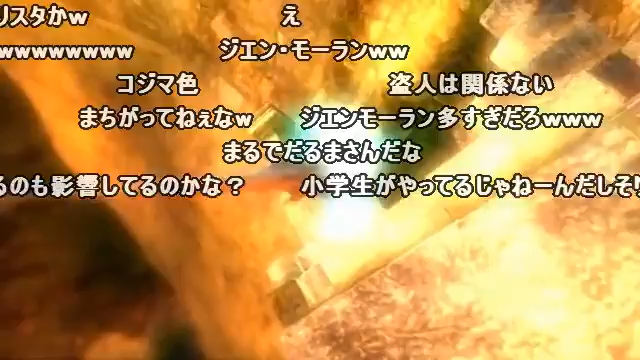 リスタかw え
wwwwwwwww ジエン・モーランww
コジマ色 盗人は関係ない
まちがってねぇなw ジエンモーラン多すぎだろwww
まるでだるまさんだな
るのも影響してるのかな？ 小学生がやってるじゃねーんだしそり